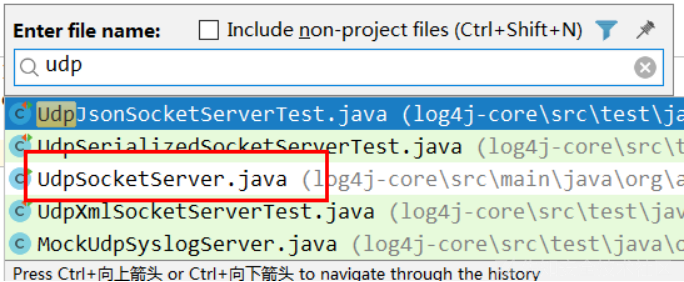 Enter file name: Include non-project files (Ctrl+Shift+N)
udp
UdpJsonSocketServerTest.java (log4j-core\src\test\ja
UdpSerializedSocketServerTest.java (log4j-core\src\t
UdpSocketServer.java (log4j-core\src\main\java\org\a
UdpXmlSocketServerTest.java (log4j-core\src\test\jav
MockUdpSyslogServer.java (log4j-core\src\test\java\o
Press Ctrl+向上箭头 or Ctrl+向下箭头 to navigate through the history